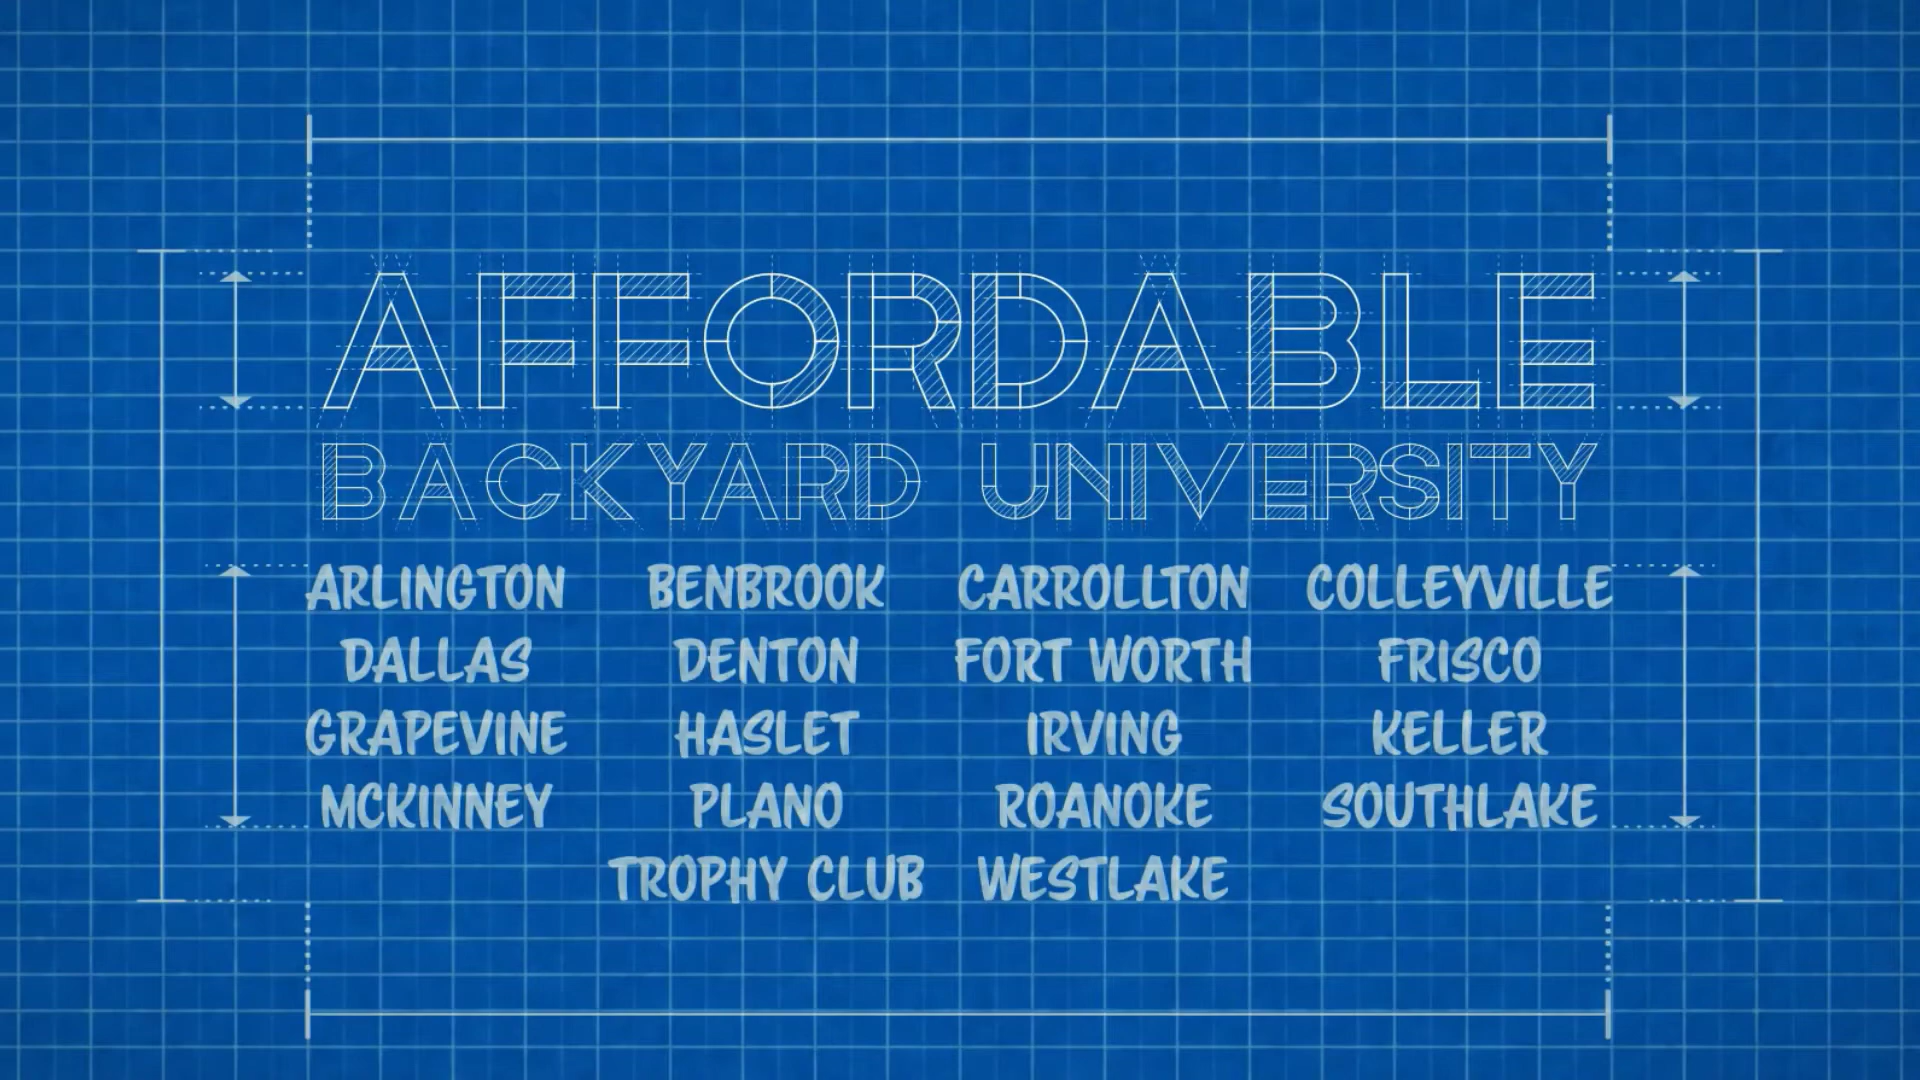 AFFORDABLE
BACKYARD UNIVERSITY
ARLINGTON BENBROOK CARROLLTON COLLEYVILLE
DALLAS DENTON FORT WORTH FRISCO
GRAPEVINE HASLET IRVING KELLER
MCKINNEY PLANO ROANOKE SOUTHLAKE
TROPHY CLUB WESTLAKE